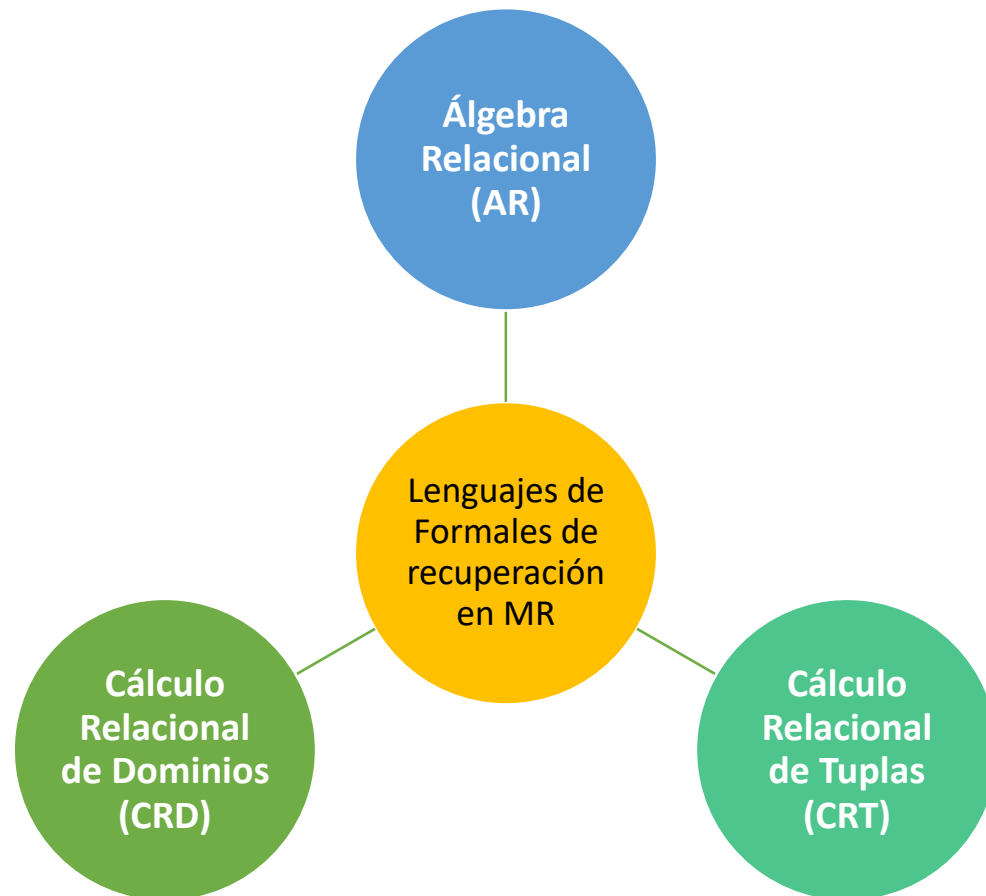 Álgebra
Relacional
(AR)
Lenguajes de
Formales de
recuperación
en MR
Cálculo
Relacional
de Dominios
(CRD)
Cálculo
Relacional
de Tuplas
(CRT)